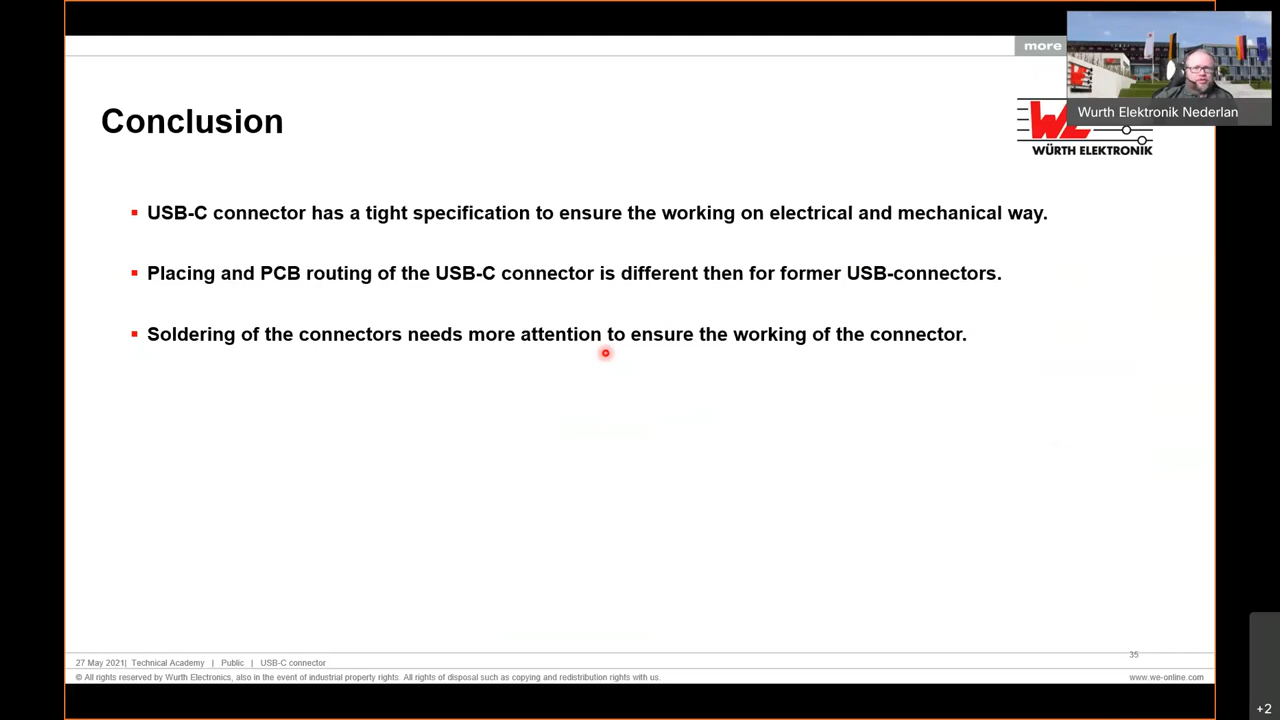 more
Wurth Elektronik Nederlan
WE
WÜRTH ELEKTRONIK
Conclusion
USB-C connector has a tight specification to ensure the working on electrical and mechanical way.
Placing and PCB routing of the USB-C connector is different then for former USB-connectors.
Soldering of the connectors needs more attention to ensure the working of the connector.
35
27 May 2021| Technical Academy | Public | USB-C connector
© All rights reserved by Wurth Electronics, also in the event of industrial property rights. All rights of disposal such as copying and redistribution rights with us.
www.we-online.com
+2